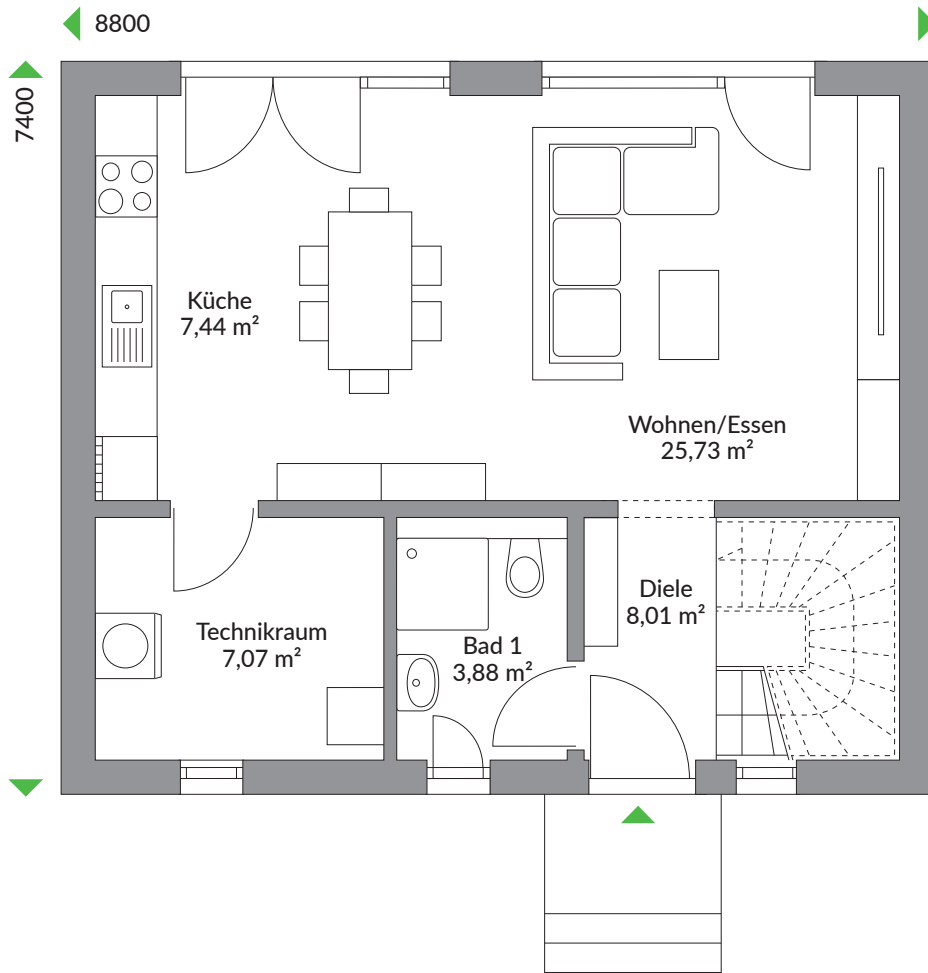 8800
7400
Küche
7,44 m²
Wohnen/Essen
25,73 m²
Diele
8,01 m²
Technikraum
7,07 m²
Bad 1
3,88 m²